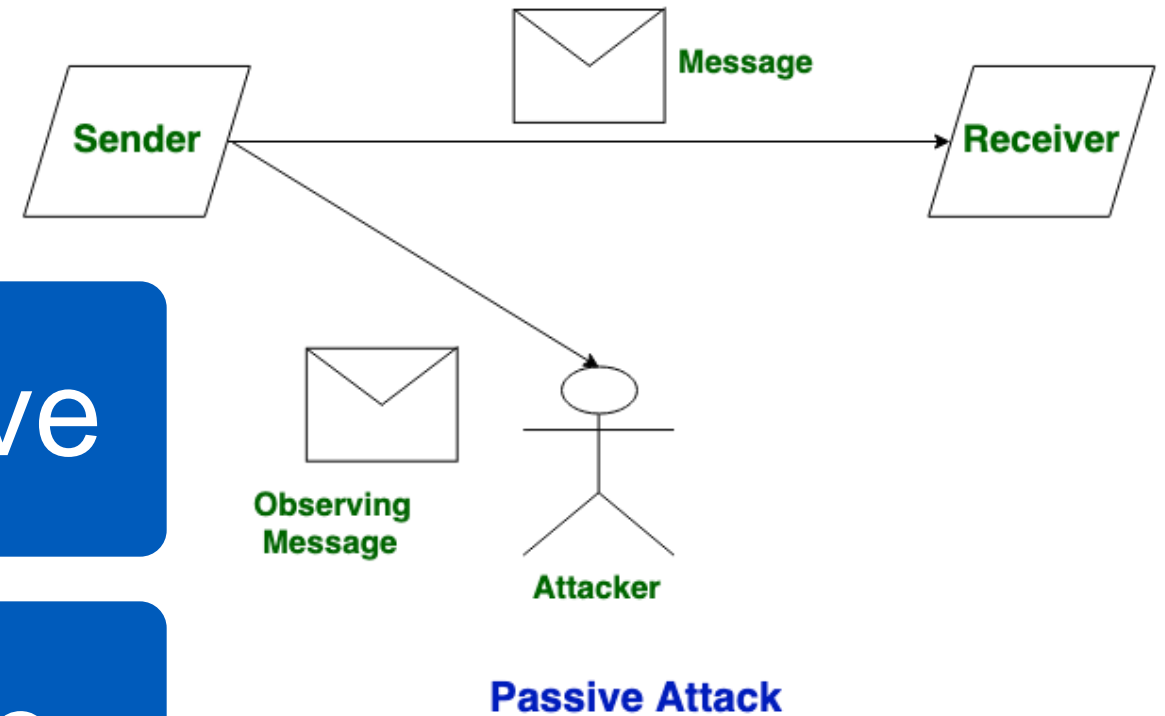 Message
Sender
Receiver
ve
Observing
Message
Attacker
Passive Attack